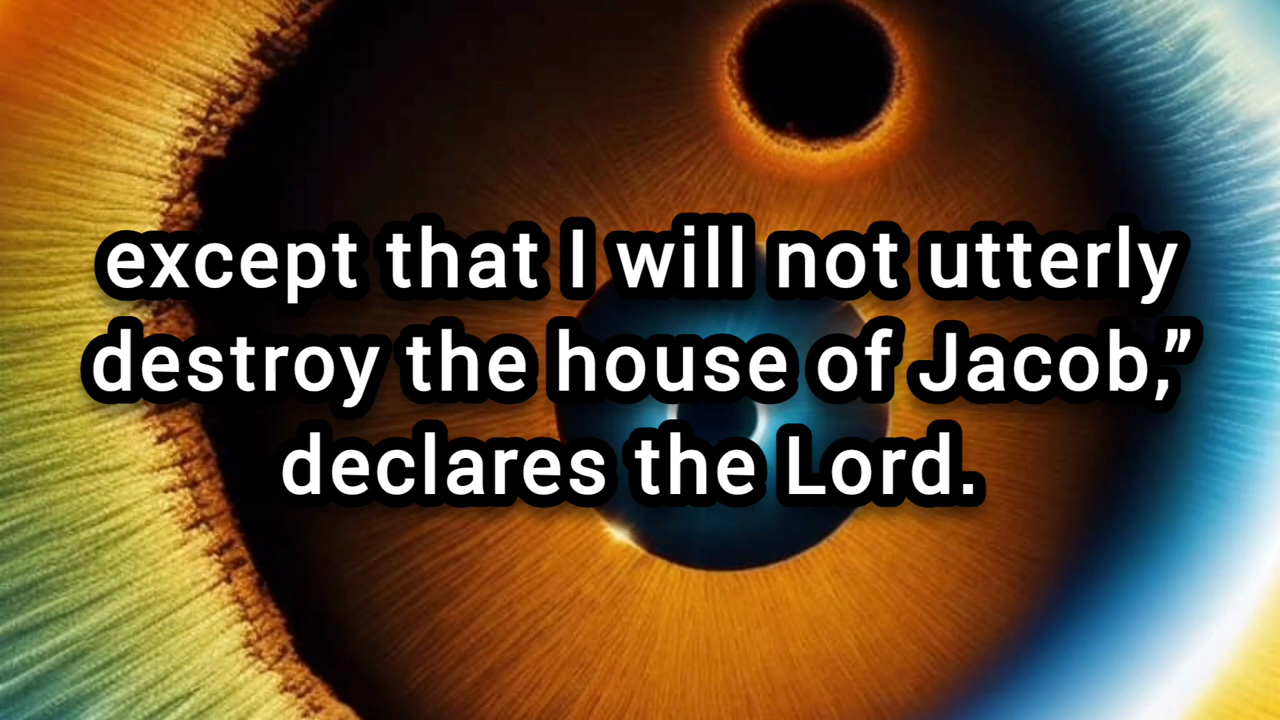 except that I will not utterly
destroy the house of Jacob,”
declares the Lord.